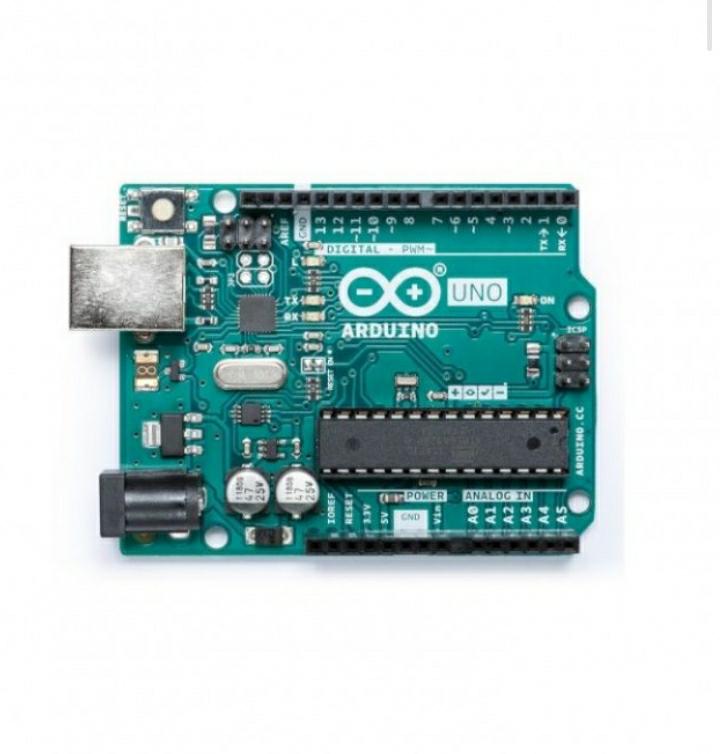 RESET
AREF
GND
13
12
~11
~10
~9
8
7
~6
~5
4
~3
2
TX→1
RX←0
DIGITAL - PWM~
TX
RX
UNO
ON
ARDUINO
ICSP
RESET EN
ARDUINO.CC
47
25V
47
25V
IOREF
RESET
3.3V
5V
GND
Vin
POWER
ANALOG IN
A0
A1
A2
A3
A4
A5